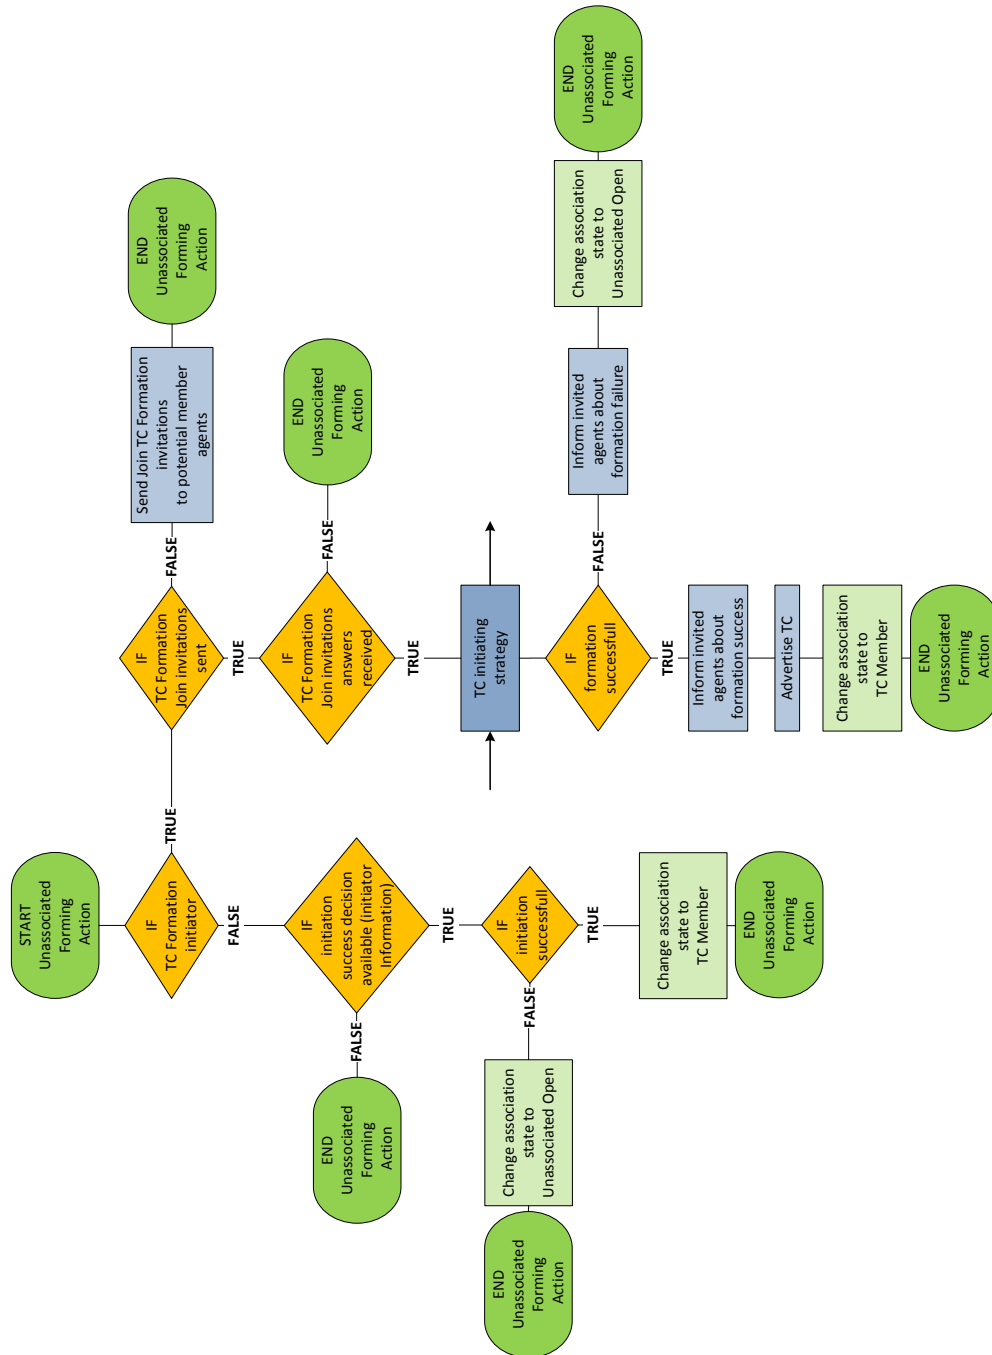 START
Unassociated
Forming
Action
IF
TC Formation
initiator
TRUE
FALSE
IF
TC Formation
Join invitations
sent
FALSE
Send Join TC Formation
invitations
to potential member
agents
END
Unassociated
Forming
Action
TRUE
IF
TC Formation
Join invitations
answers
received
FALSE
END
Unassociated
Forming
Action
TRUE
TC initiating
strategy
IF
formation
successfull
FALSE
Inform invited
agents about
formation failure
Change association
state to
Unassociated Open
END
Unassociated
Forming
Action
TRUE
Inform invited
agents about
formation success
Advertise TC
Change association
state to
TC Member
END
Unassociated
Forming
Action
IF
initiation
success decision
available (initiator
Information)
FALSE
END
Unassociated
Forming
Action
TRUE
IF
initiation
successfull
FALSE
Change association
state to
Unassociated Open
END
Unassociated
Forming
Action
TRUE
Change association
state to
TC Member
END
Unassociated
Forming
Action